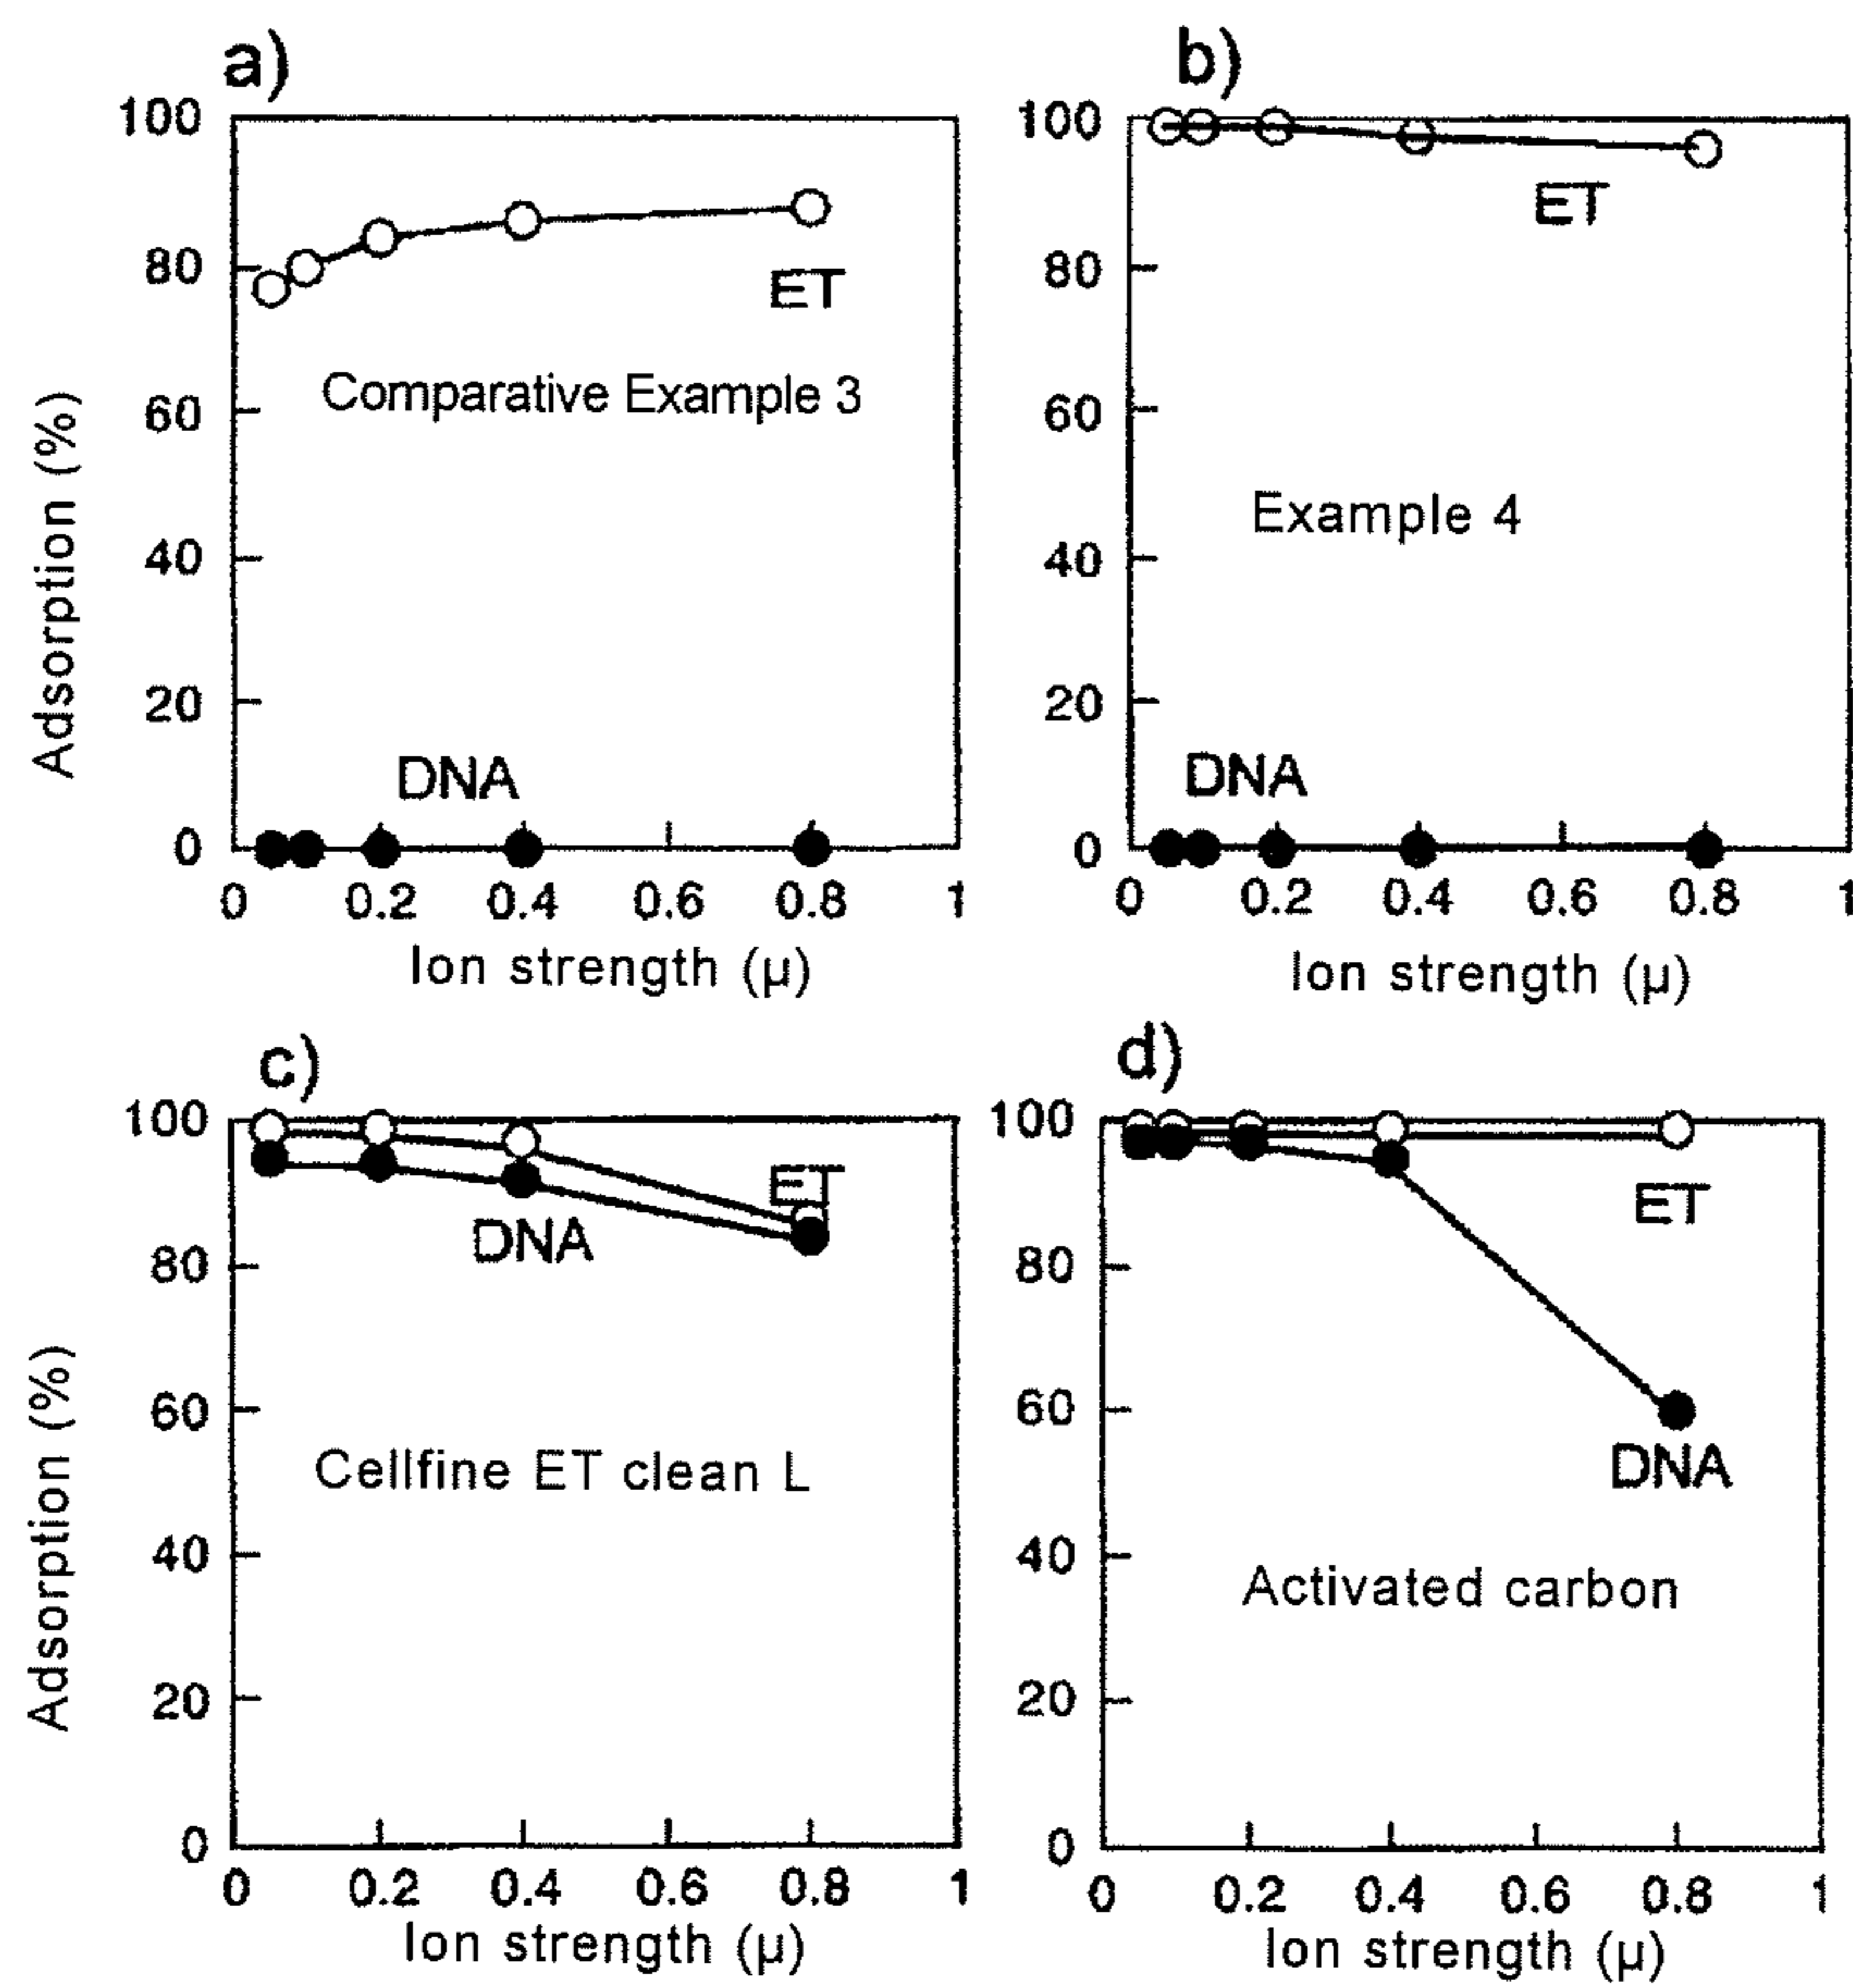 a)
100
80
60
40
20
0
Adsorption (%)
ET
Comparative Example 3
DNA
0 0.2 0.4 0.6 0.8 1
Ion strength (μ)
b)
100
80
60
40
20
0
ET
Example 4
DNA
0 0.2 0.4 0.6 0.8 1
Ion strength (μ)
c)
100
80
60
40
20
0
Adsorption (%)
ET
DNA
Cellfine ET clean L
0 0.2 0.4 0.6 0.8 1
Ion strength (μ)
d)
100
80
60
40
20
0
ET
DNA
Activated carbon
0 0.2 0.4 0.6 0.8 1
Ion strength (μ)